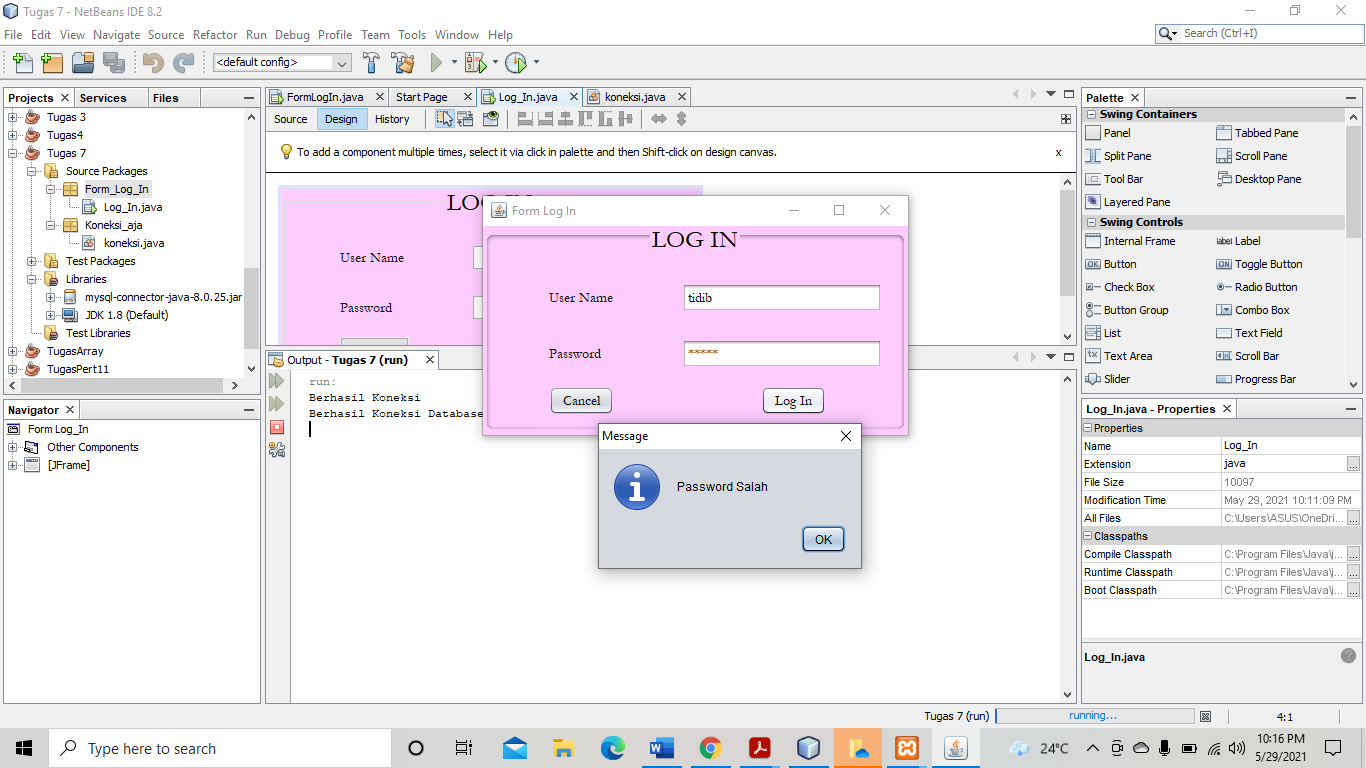 Tugas 7 - NetBeans IDE 8.2
File Edit View Navigate Source Refactor Run Debug Profile Team Tools Window Help
Search (Ctrl+I)
<default config>
Projects Services Files
Tugas 3
Tugas4
Tugas 7
Source Packages
Form_Log_In
Log_In.java
Koneksi_aja
koneksi.java
Test Packages
Libraries
mysql-connector-java-8.0.25.jar
JDK 1.8 (Default)
Test Libraries
TugasArray
TugasPert11
Navigator
Form Log_In
Other Components
[JFrame]
FormLogIn.java Start Page Log_In.java koneksi.java
Source Design History
To add a component multiple times, select it via click in palette and then Shift-click on design canvas. x
User Name
Password
Output - Tugas 7 (run)
run:
Berhasil Koneksi
Berhasil Koneksi Database
Form Log In
LOG IN
User Name tidib
Password *****
Cancel Log In
Message
Password Salah
OK
Palette
Swing Containers
Panel Tabbed Pane
Split Pane Scroll Pane
Tool Bar Desktop Pane
Layered Pane
Swing Controls
Internal Frame label Label
OK Button ON Toggle Button
Check Box Radio Button
Button Group Combo Box
List Text Field
Text Area Scroll Bar
Slider Progress Bar
Log_In.java - Properties
Properties
Name Log_In
Extension java ...
File Size 10097
Modification Time May 29, 2021 10:11:09 PM
All Files C:\Users\ASUS\OneDri... ...
Classpaths
Compile Classpath C:\Program Files\Java\j... ...
Runtime Classpath C:\Program Files\Java\j... ...
Boot Classpath C:\Program Files\Java\j... ...
Log_In.java
Tugas 7 (run) running... 4:1
Type here to search
24°C
10:16 PM
5/29/2021